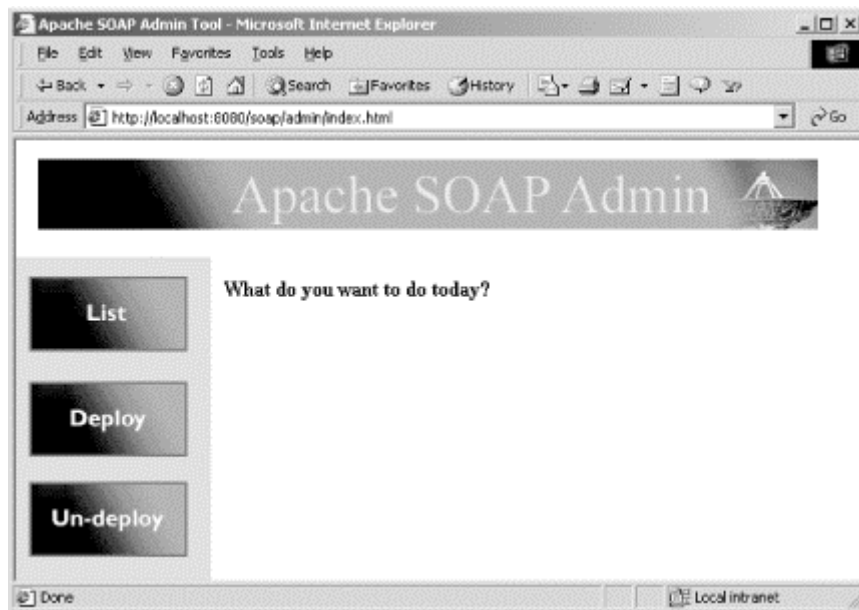 Apache SOAP Admin Tool - Microsoft Internet Explorer
File Edit View Favorites Tools Help
Back Search Favorites History
Address http://localhost:8080/soap/admin/index.html Go
Apache SOAP Admin
What do you want to do today?
List
Deploy
Un-deploy
Done Local intranet